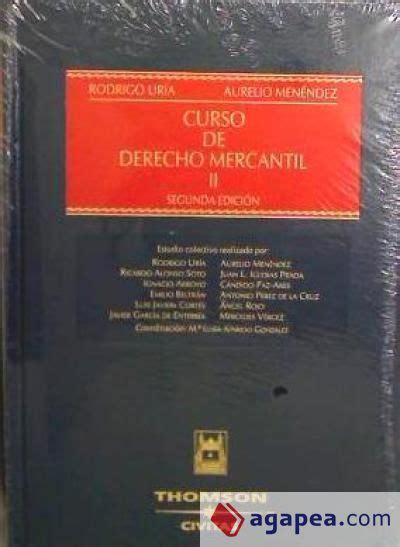 RODRIGO URÍA AURELIO MENÉNDEZ
CURSO
DE
DERECHO MERCANTIL
II
SEGUNDA EDICIÓN
Estudio colectivo realizado por:
RODRIGO URÍA AURELIO MENÉNDEZ
RICARDO ALONSO SOTO JUAN L. IGLESIAS PRADA
IGNACIO ARROYO CÁNDIDO PAZ-ARES
EMILIO BELTRÁN ANTONIO PÉREZ DE LA CRUZ
LUIS JAVIER CORTÉS ÁNGEL ROJO
JAVIER GARCÍA DE ENTERRÍA MERCEDES VÉRGEZ
Coordinación: Mª LUISA APARICIO GONZÁLEZ
THOMSON
CIVITAS
agapea.com